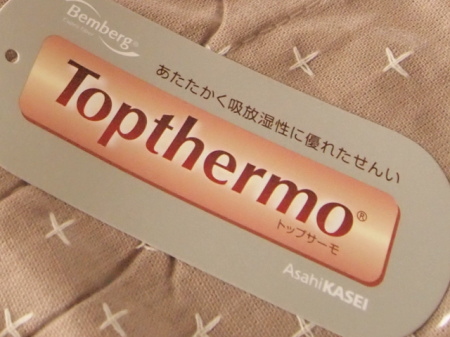 Bemberg®
あたたかく吸放湿性に優れたせんい
Topthermo®
トップサーモ
AsahiKASEI